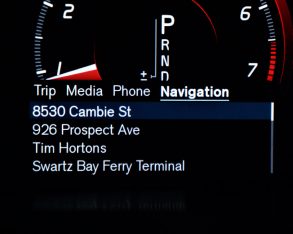 2
6
P
R
N
D
±
1
7
Trip Media Phone Navigation
8530 Cambie St
926 Prospect Ave
Tim Hortons
Swartz Bay Ferry Terminal